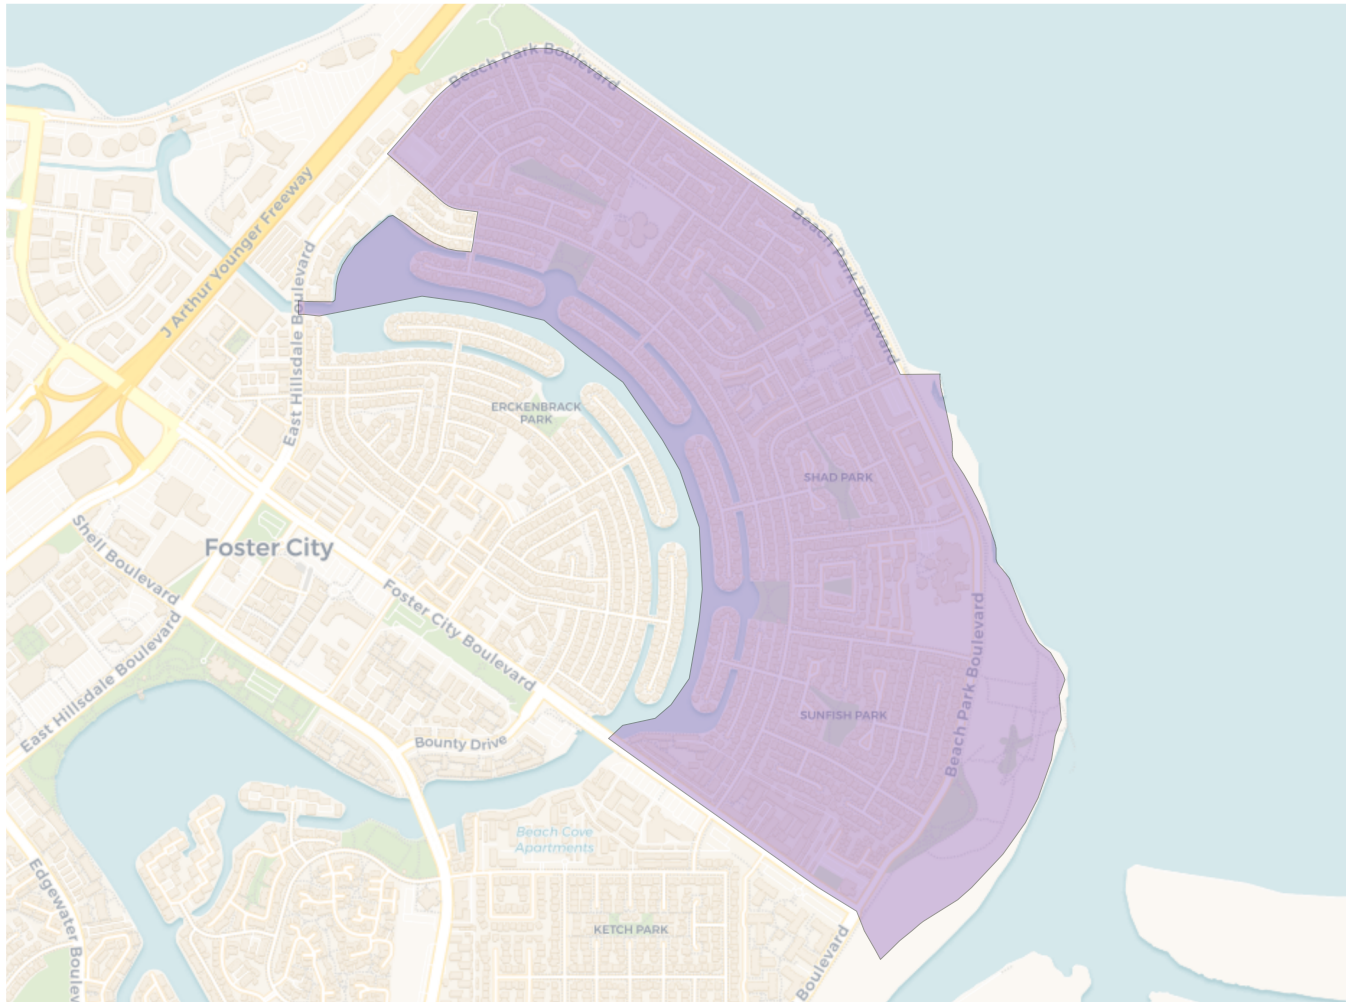 Beach Park Boulevard
J Arthur Younger Freeway
Beach Park Boulevard
East Hillsdale Boulevard
ERCKENBRACK
PARK
SHAD PARK
Shell Boulevard
Foster City
Foster City Boulevard
East Hillsdale Boulevard
Beach Park Boulevard
SUNFISH PARK
Bounty Drive
Beach Cove
Apartments
Edgewater Boulev
KETCH PARK
Boulevard